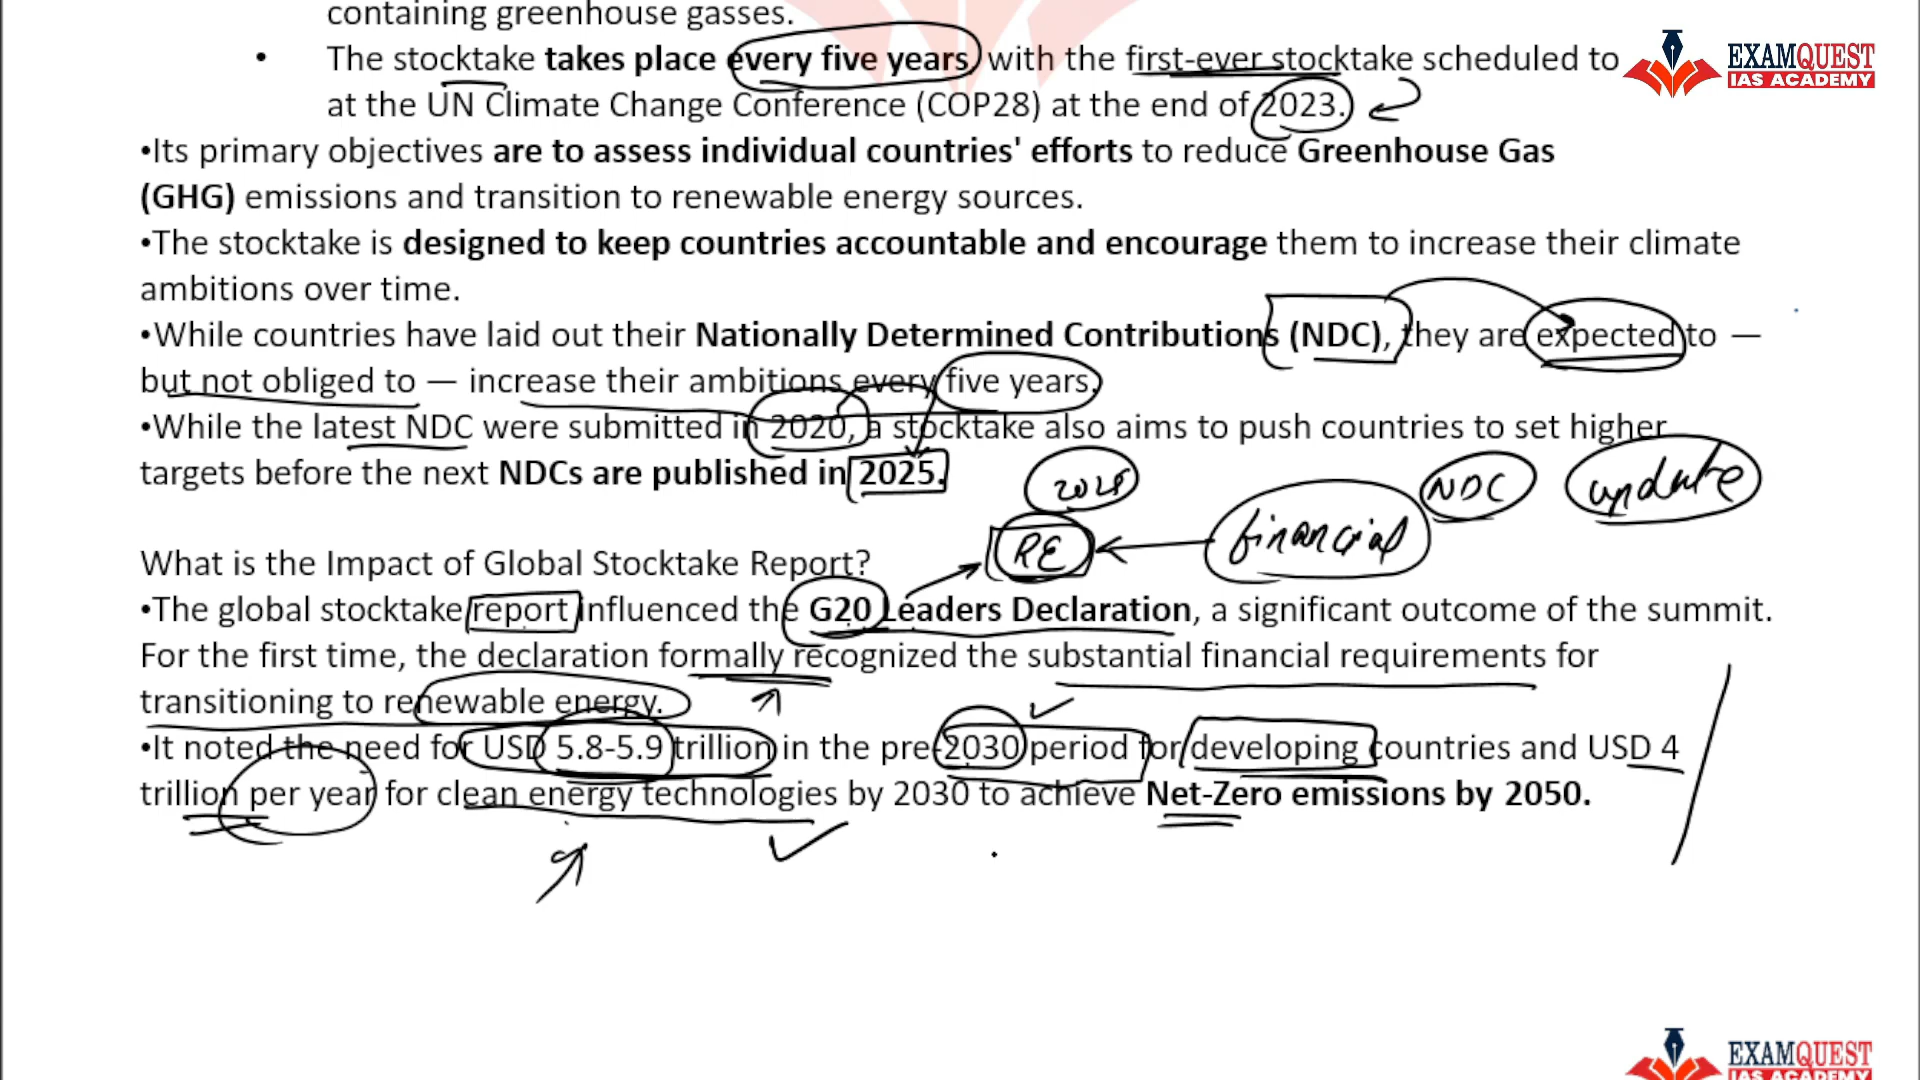 containing greenhouse gasses.
• The stocktake takes place every five years, with the first-ever stocktake scheduled to
at the UN Climate Change Conference (COP28) at the end of 2023.
EXAMQUEST
IAS ACADEMY
•Its primary objectives are to assess individual countries' efforts to reduce Greenhouse Gas
(GHG) emissions and transition to renewable energy sources.
•The stocktake is designed to keep countries accountable and encourage them to increase their climate
ambitions over time.
•While countries have laid out their Nationally Determined Contributions (NDC), they are expected to —
but not obliged to — increase their ambitions every five years.
•While the latest NDC were submitted in 2020, a stocktake also aims to push countries to set higher
targets before the next NDCs are published in 2025.
NDC update
RE financial
What is the Impact of Global Stocktake Report?
•The global stocktake report influenced the G20 Leaders Declaration, a significant outcome of the summit.
For the first time, the declaration formally recognized the substantial financial requirements for
transitioning to renewable energy.
•It noted the need for USD 5.8-5.9 trillion in the pre-2030 period for developing countries and USD 4
trillion per year for clean energy technologies by 2030 to achieve Net-Zero emissions by 2050.
EXAMQUEST
IAS ACADEMY